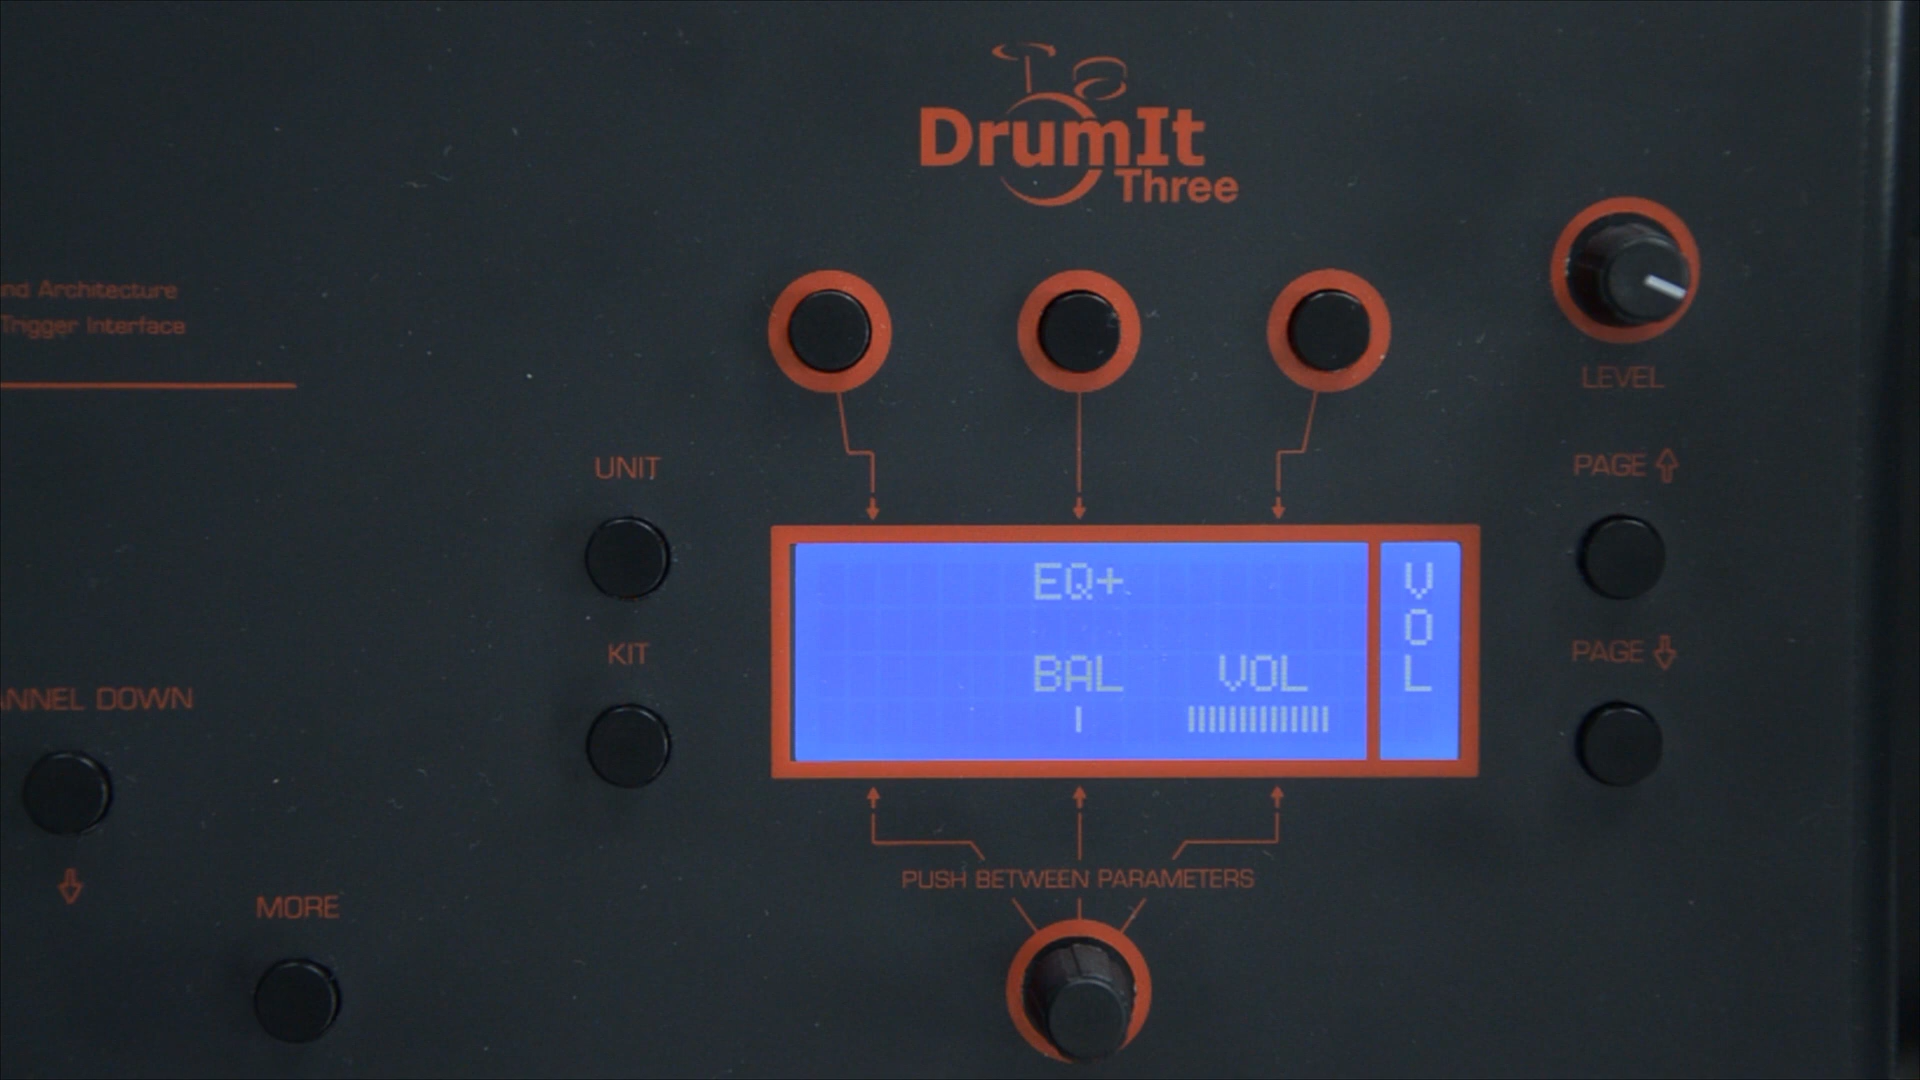 DrumIt
Three
nd Architecture
Trigger Interface
LEVEL
UNIT
PAGE
EQ+
VOL
KIT
PAGE
BAL VOL
ANNEL DOWN
PUSH BETWEEN PARAMETERS
MORE